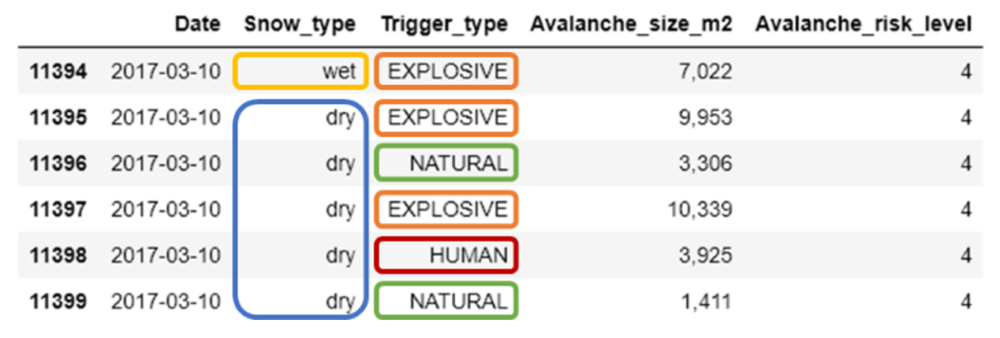 Date Snow_type Trigger_type Avalanche_size_m2 Avalanche_risk_level
11394 2017-03-10 wet EXPLOSIVE 7,022 4
11395 2017-03-10 dry EXPLOSIVE 9,953 4
11396 2017-03-10 dry NATURAL 3,306 4
11397 2017-03-10 dry EXPLOSIVE 10,339 4
11398 2017-03-10 dry HUMAN 3,925 4
11399 2017-03-10 dry NATURAL 1,411 4